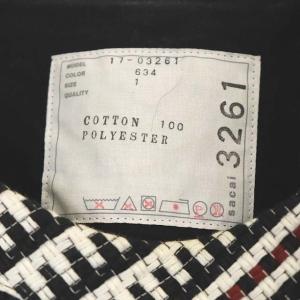 MODEL 17-03261
COLOR 634
SIZE 1
QUALITY
COTTON 100
POLYESTER
sacai 3261